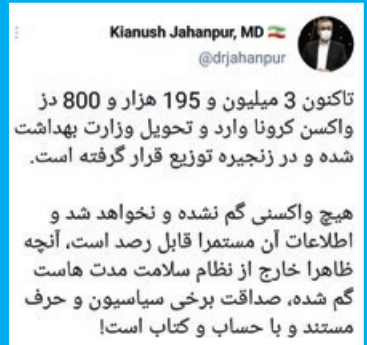 Kianush Jahanpur, MD 🇮🇷
@drjahanpur
تاکنون 3 میلیون و 195 هزار و 800 دز
واکسن کرونا وارد و تحویل وزارت بهداشت
شده و در زنجیره توزیع قرار گرفته است.
هیچ واکسنی گم نشده و نخواهد شد و
اطلاعات آن مستمرا قابل رصد است، آنچه
ظاهرا خارج از نظام سلامت مدت هاست
گم شده، صداقت برخی سیاسیون و حرف
مستند و با حساب و کتاب است!